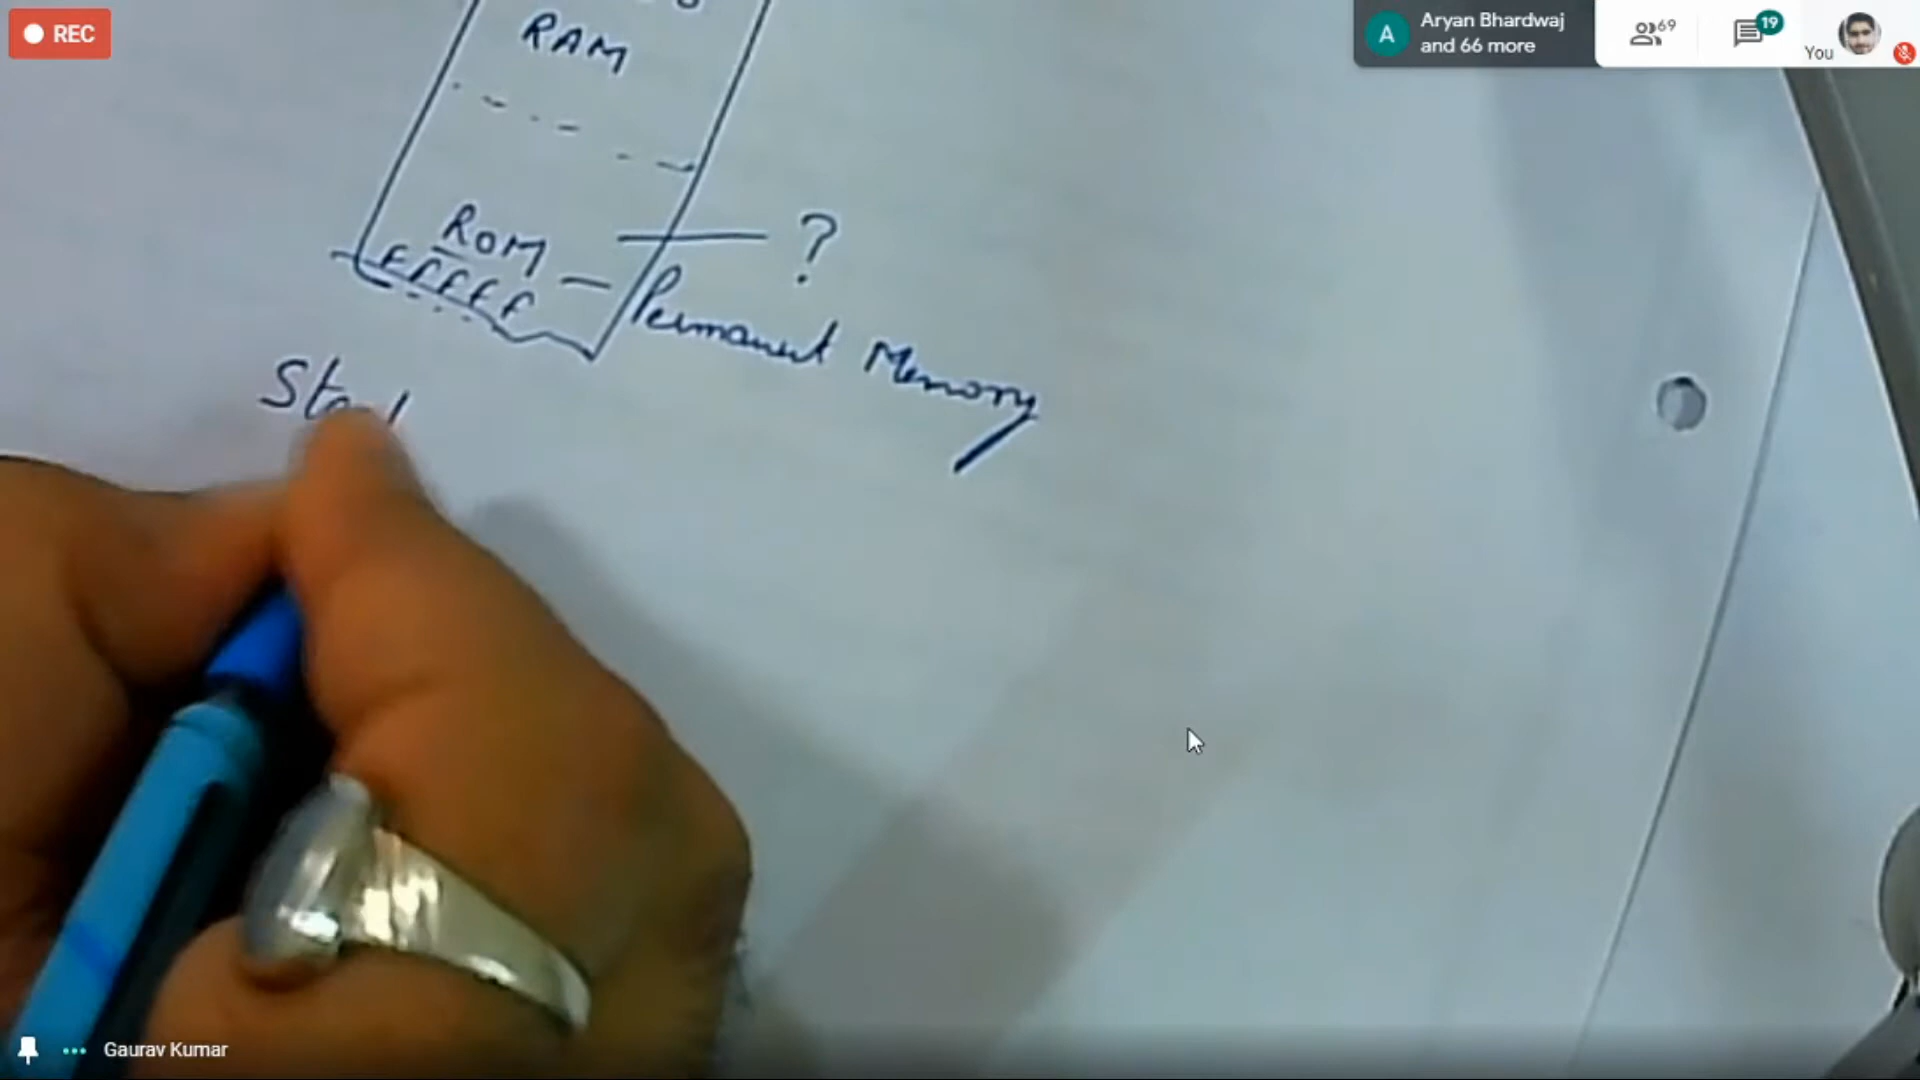 REC
Aryan Bhardwaj
and 66 more
A
69
19
You
RAM
ROM
?
FFFFF
Permanent Memory
Gaurav Kumar